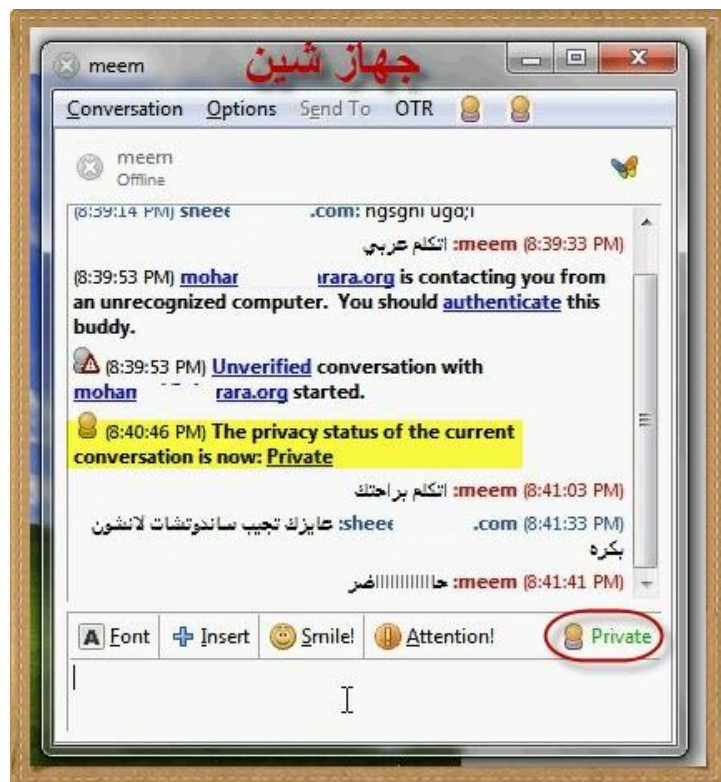 جهاز شين
meem
Conversation Options Send To OTR
meem
Offline
(8:39:14 PM) sheee .com: ngsghl ugd;l
meem (8:39:33 PM): اتكلم عربي
(8:39:53 PM) mohar rara.org is contacting you from
an unrecognized computer. You should authenticate this
buddy.
(8:39:53 PM) Unverified conversation with
mohan rara.org started.
(8:40:46 PM) The privacy status of the current
conversation is now: Private
meem (8:41:03 PM): اتكلم براحتك
sheee .com (8:41:33 PM): عايزك تجيب ساندوتشات لانشون
بكره
meem (8:41:41 PM): حاااااااااااضر
Font Insert Smile! Attention! Private